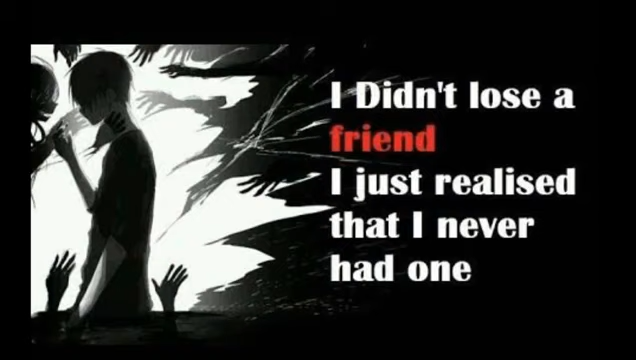 I Didn't lose a
friend
I just realised
that I never
had one